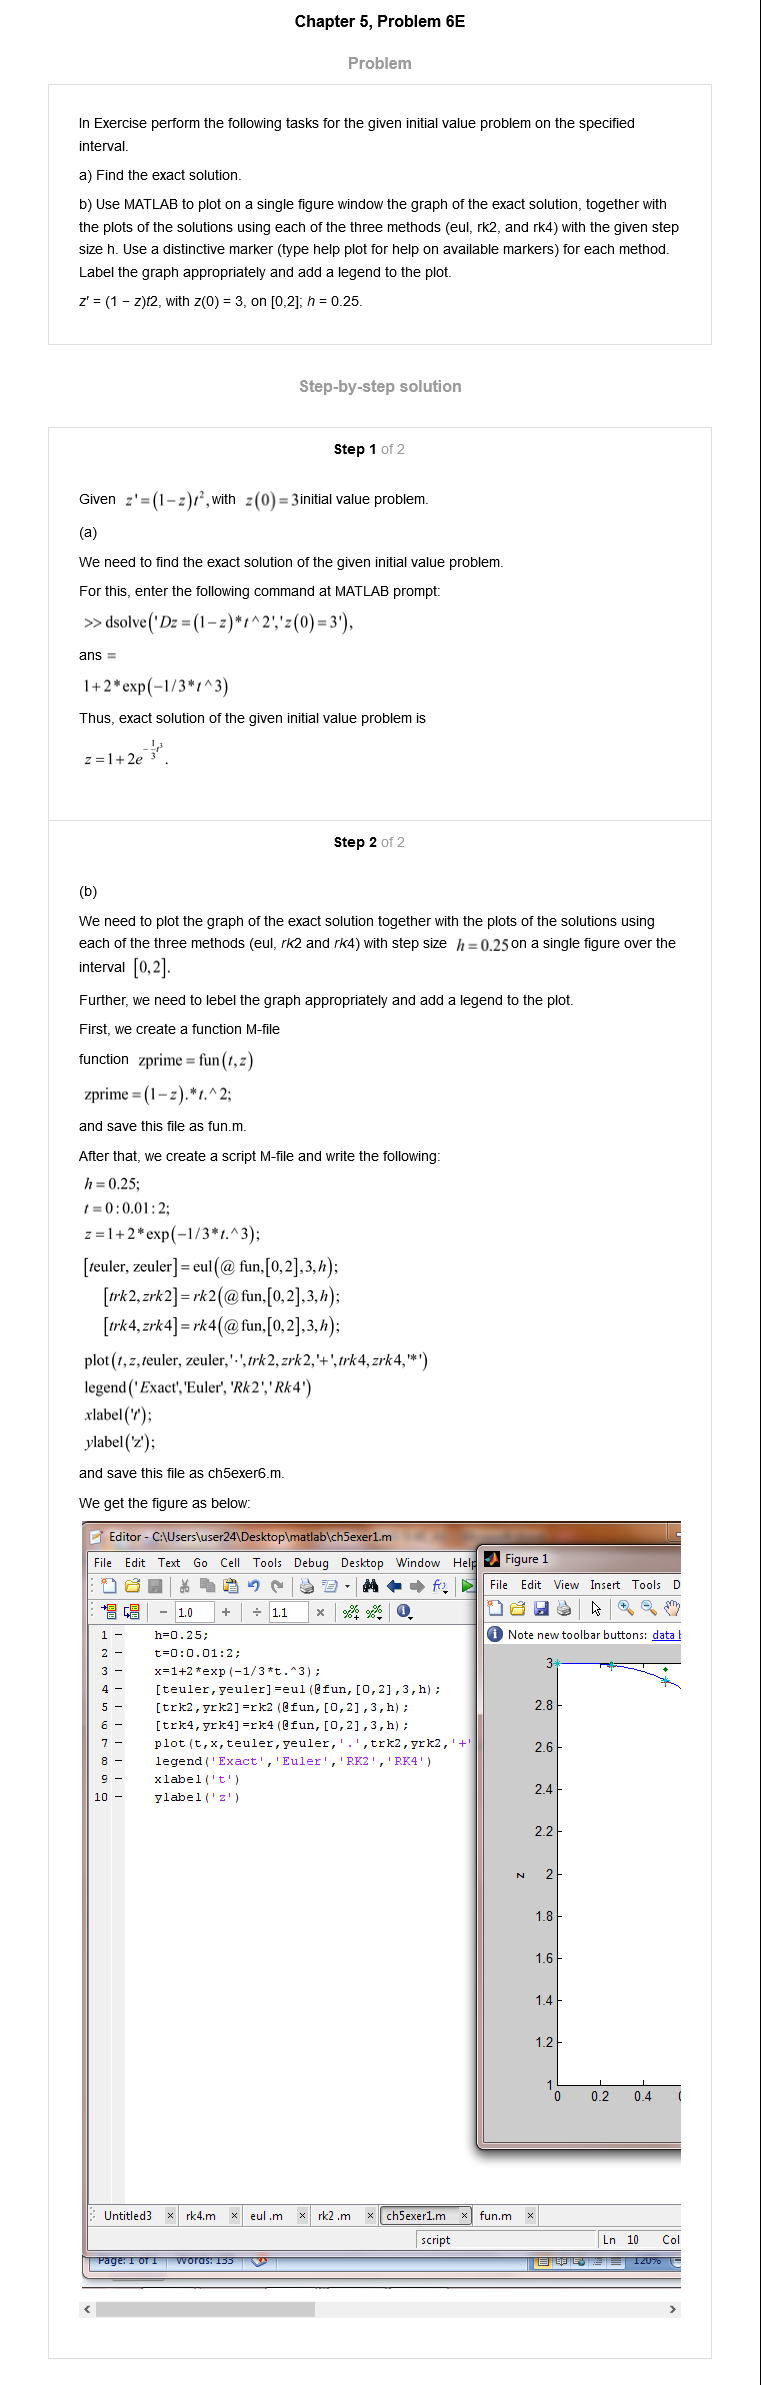 Chapter 5, Problem 6E
Problem
In Exercise perform the following tasks for the given initial value problem on the specified
interval.
a) Find the exact solution.
b) Use MATLAB to plot on a single figure window the graph of the exact solution, together with
the plots of the solutions using each of the three methods (eul, rk2, and rk4) with the given step
size h. Use a distinctive marker (type help plot for help on available markers) for each method.
Label the graph appropriately and add a legend to the plot.
z' = (1 − z)t2, with z(0) = 3, on [0,2]; h = 0.25.
Step-by-step solution
Step 1 of 2
Given z'=(1−z)t², with z(0)=3 initial value problem.
(a)
We need to find the exact solution of the given initial value problem.
For this, enter the following command at MATLAB prompt:
>> dsolve('Dz=(1−z)*t^2','z(0)=3'),
ans =
1+2*exp(−1/3*t^3)
Thus, exact solution of the given initial value problem is
z=1+2e^{−\frac{1}{3}t^3}.
Step 2 of 2
(b)
We need to plot the graph of the exact solution together with the plots of the solutions using
each of the three methods (eul, rk2 and rk4) with step size h=0.25 on a single figure over the
interval [0,2].
Further, we need to lebel the graph appropriately and add a legend to the plot.
First, we create a function M-file
function zprime=fun(t,z)
zprime=(1−z).*t.^2;
and save this file as fun.m.
After that, we create a script M-file and write the following:
h=0.25;
t=0:0.01:2;
z=1+2*exp(−1/3*t.^3);
[teuler, zeuler]=eul(@ fun,[0,2],3,h);
[trk2,zrk2]=rk2(@fun,[0,2],3,h);
[trk4,zrk4]=rk4(@fun,[0,2],3,h);
plot(t,z,teuler, zeuler,'·',trk2,zrk2,'+',trk4,zrk4,'*')
legend('Exact','Euler', 'Rk2','Rk4')
xlabel('t');
ylabel('z');
and save this file as ch5exer6.m.
We get the figure as below:
Editor - C:\Users\user24\Desktop\matlab\ch5exer1.m
File Edit Text Go Cell Tools Debug Desktop Window Help
1.0 1.1
1 h=0.25;
2 t=0:0.01:2;
3 x=1+2*exp(-1/3*t.^3);
4 [teuler,yeuler]=eul(@fun,[0,2],3,h);
5 [trk2,yrk2]=rk2(@fun,[0,2],3,h);
6 [trk4,yrk4]=rk4(@fun,[0,2],3,h);
7 plot(t,x,teuler,yeuler,'.',trk2,yrk2,'+'
8 legend('Exact','Euler','RK2','RK4')
9 xlabel('t')
10 ylabel('z')
Figure 1
File Edit View Insert Tools D
Note new toolbar buttons: data
3
2.8
2.6
2.4
2.2
z 2
1.8
1.6
1.4
1.2
1
0 0.2 0.4
Untitled3 rk4.m eul .m rk2 .m ch5exer1.m fun.m
script Ln 10 Col
Page: 1 of 1 Words: 133 120%